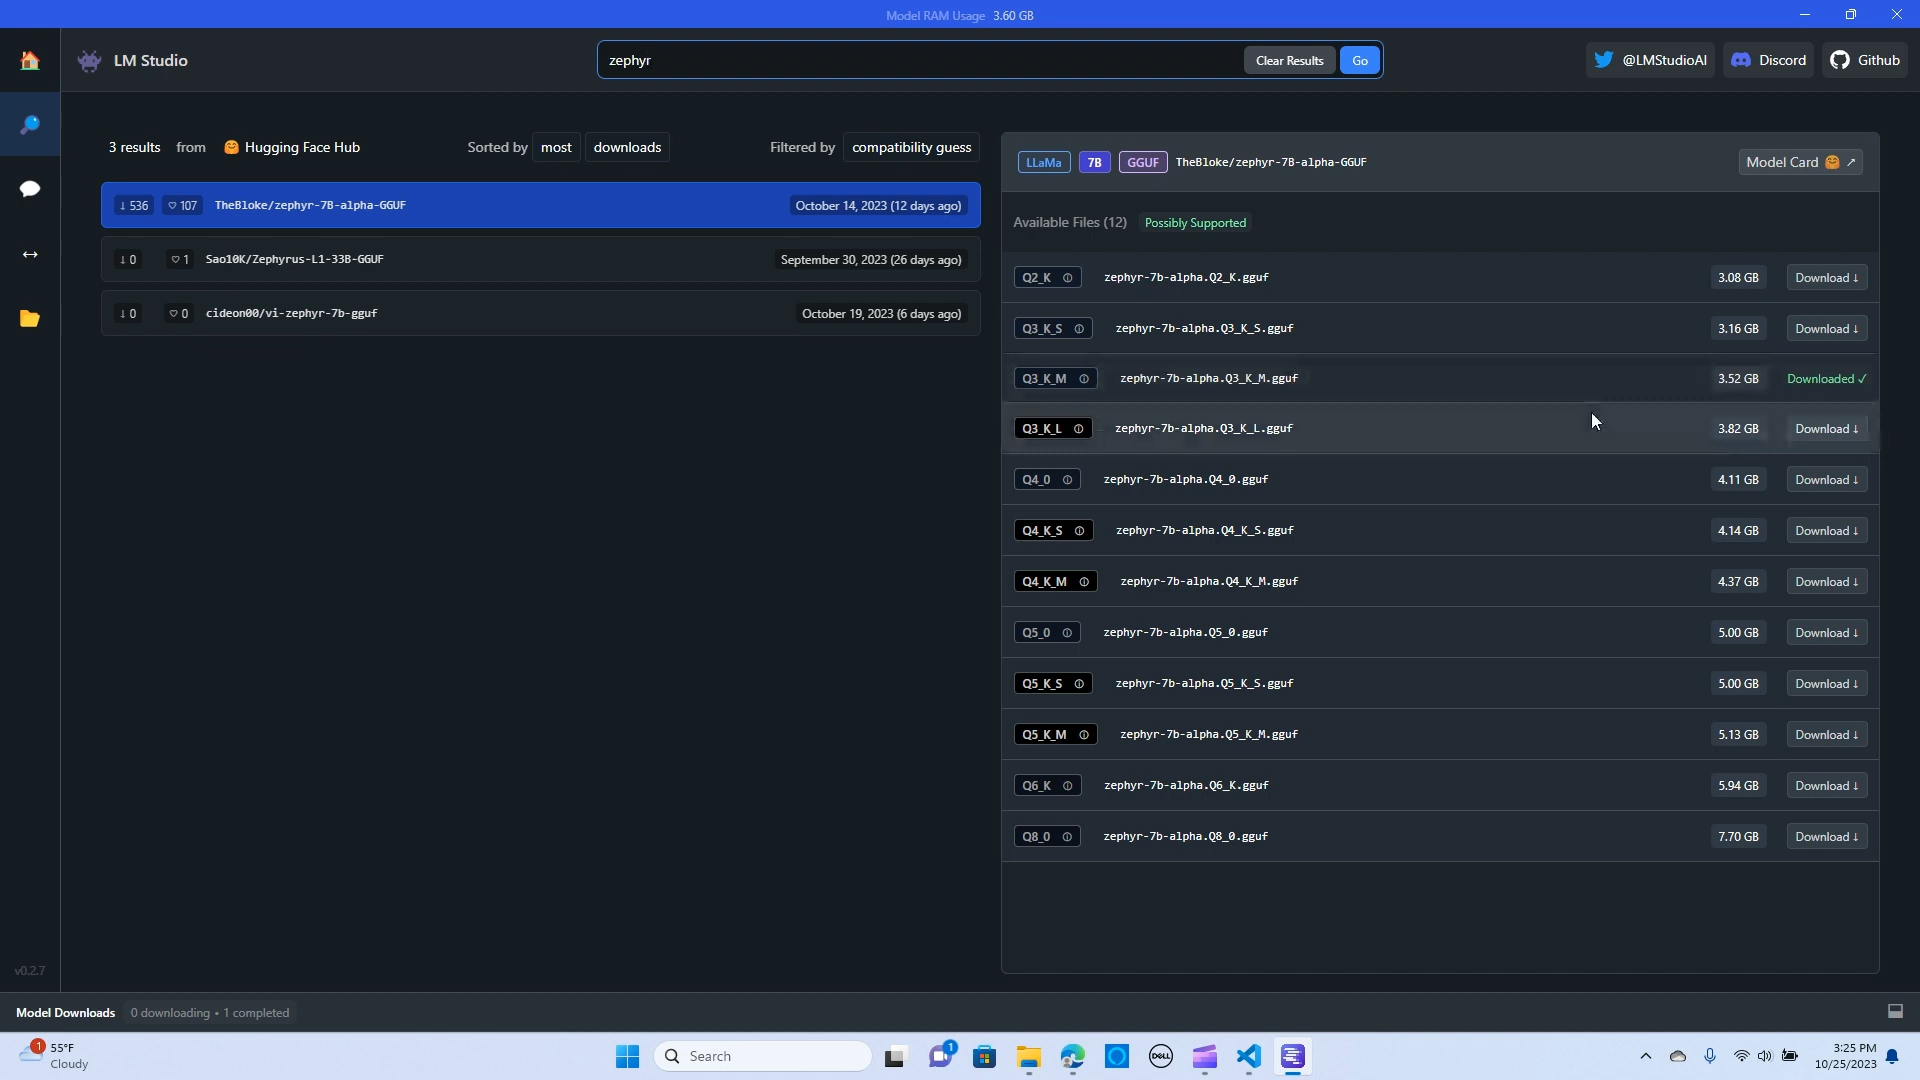 Model RAM Usage 3.60 GB
LM Studio
zephyr
Clear Results
Go
@LMStudioAI
Discord
Github
3 results from 🤗 Hugging Face Hub
Sorted by most downloads
Filtered by compatibility guess
↓ 536 ♡ 107 TheBloke/zephyr-7B-alpha-GGUF October 14, 2023 (12 days ago)
↓ 0 ♡ 1 Sao10K/Zephyrus-L1-33B-GGUF September 30, 2023 (26 days ago)
↓ 0 ♡ 0 cideon00/vi-zephyr-7b-gguf October 19, 2023 (6 days ago)
LLaMa 7B GGUF TheBloke/zephyr-7B-alpha-GGUF Model Card 🤗 ↗
Available Files (12) Possibly Supported
Q2_K ⓘ zephyr-7b-alpha.Q2_K.gguf 3.08 GB Download ↓
Q3_K_S ⓘ zephyr-7b-alpha.Q3_K_S.gguf 3.16 GB Download ↓
Q3_K_M ⓘ zephyr-7b-alpha.Q3_K_M.gguf 3.52 GB Downloaded ✓
Q3_K_L ⓘ zephyr-7b-alpha.Q3_K_L.gguf 3.82 GB Download ↓
Q4_0 ⓘ zephyr-7b-alpha.Q4_0.gguf 4.11 GB Download ↓
Q4_K_S ⓘ zephyr-7b-alpha.Q4_K_S.gguf 4.14 GB Download ↓
Q4_K_M ⓘ zephyr-7b-alpha.Q4_K_M.gguf 4.37 GB Download ↓
Q5_0 ⓘ zephyr-7b-alpha.Q5_0.gguf 5.00 GB Download ↓
Q5_K_S ⓘ zephyr-7b-alpha.Q5_K_S.gguf 5.00 GB Download ↓
Q5_K_M ⓘ zephyr-7b-alpha.Q5_K_M.gguf 5.13 GB Download ↓
Q6_K ⓘ zephyr-7b-alpha.Q6_K.gguf 5.94 GB Download ↓
Q8_0 ⓘ zephyr-7b-alpha.Q8_0.gguf 7.70 GB Download ↓
v0.2.7
Model Downloads 0 downloading • 1 completed
1
55°F
Cloudy
Search
1
DELL
3:25 PM
10/25/2023